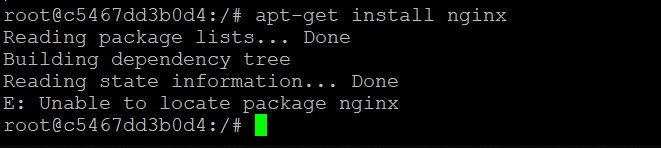 root@c5467dd3b0d4:/# apt-get install nginx
Reading package lists... Done
Building dependency tree
Reading state information... Done
E: Unable to locate package nginx
root@c5467dd3b0d4:/#